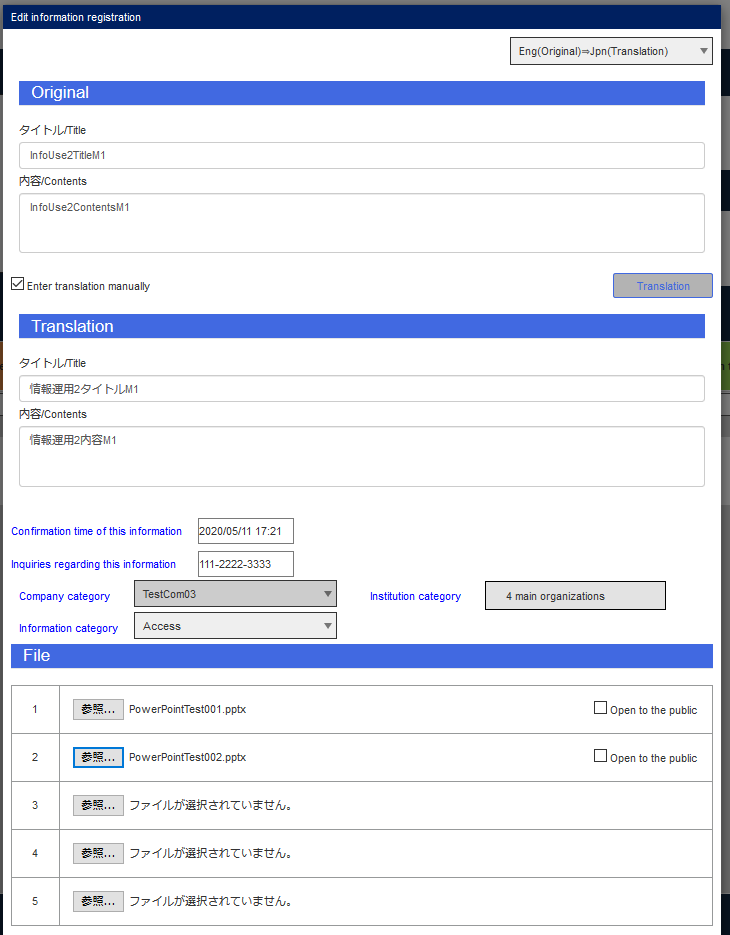 Edit information registration
Eng(Original)⇒Jpn(Translation)
Original
タイトル/Title
InfoUse2TitleM1
内容/Contents
InfoUse2ContentsM1
Enter translation manually
Translation
Translation
タイトル/Title
情報運用2タイトルM1
内容/Contents
情報運用2内容M1
Confirmation time of this information 2020/05/11 17:21
Inquiries regarding this information 111-2222-3333
Company category TestCom03 Institution category 4 main organizations
Information category Access
File
1 参照... PowerPointTest001.pptx Open to the public
2 参照... PowerPointTest002.pptx Open to the public
3 参照... ファイルが選択されていません。
4 参照... ファイルが選択されていません。
5 参照... ファイルが選択されていません。